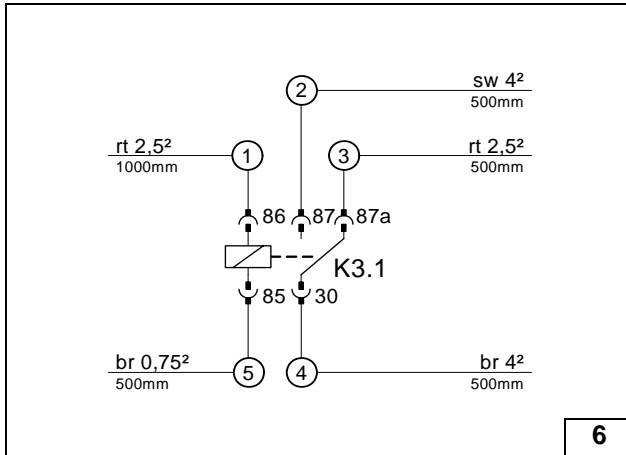 2
sw 4²
500mm
rt 2,5²
1000mm
1
3
rt 2,5²
500mm
86
87
87a
K3.1
85
30
br 0,75²
500mm
5
4
br 4²
500mm
6